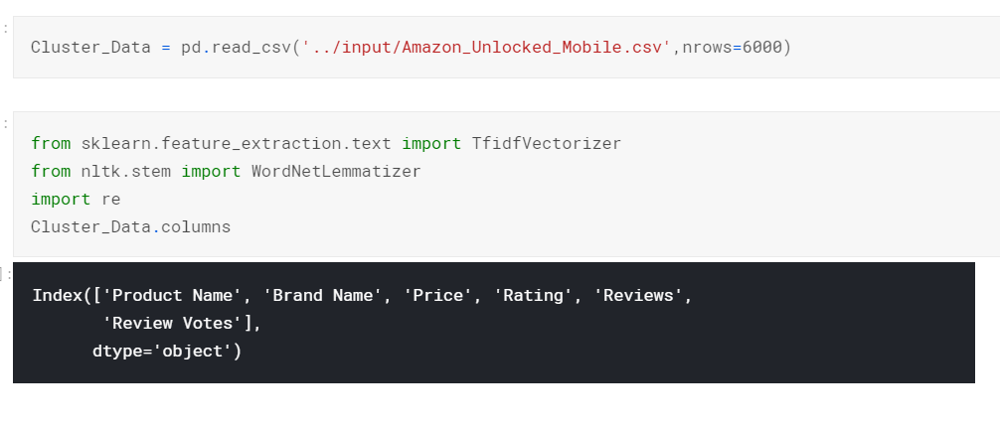 :
Cluster_Data = pd.read_csv('../input/Amazon_Unlocked_Mobile.csv',nrows=6000)
:
from sklearn.feature_extraction.text import TfidfVectorizer
from nltk.stem import WordNetLemmatizer
import re
Cluster_Data.columns
]:
Index(['Product Name', 'Brand Name', 'Price', 'Rating', 'Reviews',
       'Review Votes'],
      dtype='object')